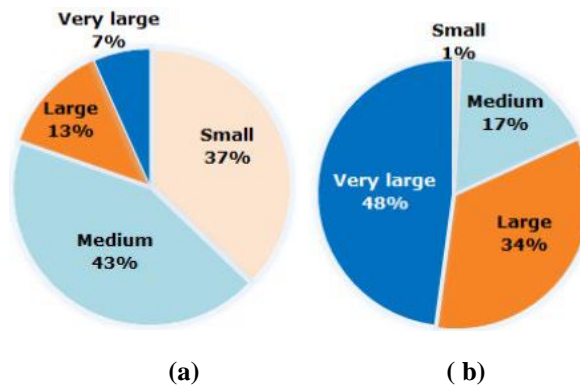 Very large
7%
Large
13%
Small
37%
Medium
43%
(a)
Small
1%
Medium
17%
Very large
48%
Large
34%
( b)